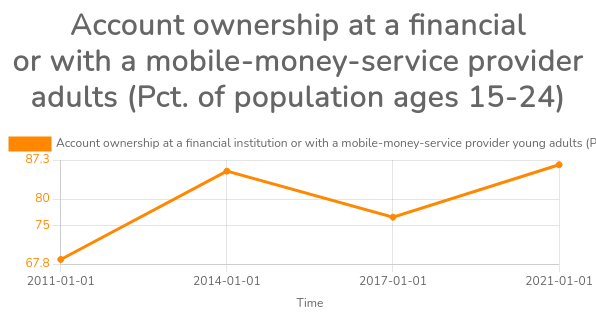 Account ownership at a financial
or with a mobile-money-service provider
adults (Pct. of population ages 15-24)
Account ownership at a financial institution or with a mobile-money-service provider young adults (P
87.3
80
75
67.8
2011-01-01 2014-01-01 2017-01-01 2021-01-01
Time